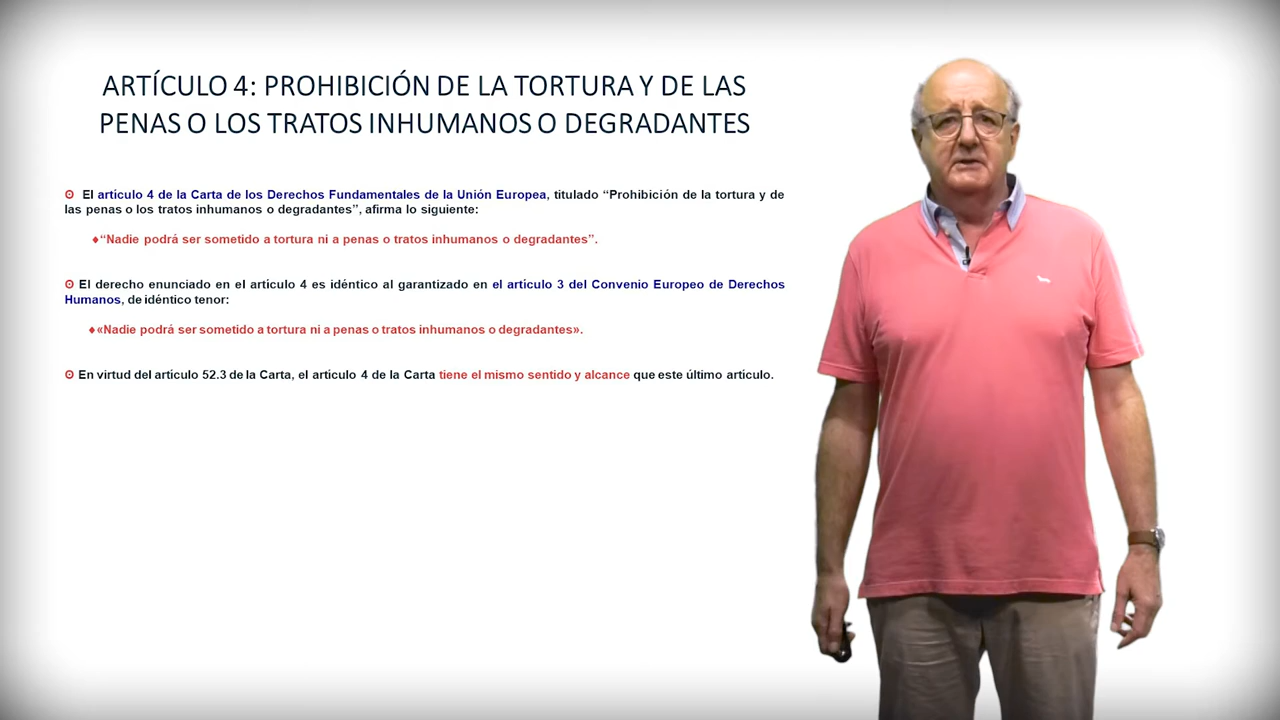 ARTÍCULO 4: PROHIBICIÓN DE LA TORTURA Y DE LAS
PENAS O LOS TRATOS INHUMANOS O DEGRADANTES
El artículo 4 de la Carta de los Derechos Fundamentales de la Unión Europea, titulado “Prohibición de la tortura y de
las penas o los tratos inhumanos o degradantes”, afirma lo siguiente:
♦“Nadie podrá ser sometido a tortura ni a penas o tratos inhumanos o degradantes”.
El derecho enunciado en el artículo 4 es idéntico al garantizado en el artículo 3 del Convenio Europeo de Derechos
Humanos, de idéntico tenor:
♦«Nadie podrá ser sometido a tortura ni a penas o tratos inhumanos o degradantes».
En virtud del artículo 52.3 de la Carta, el artículo 4 de la Carta tiene el mismo sentido y alcance que este último artículo.